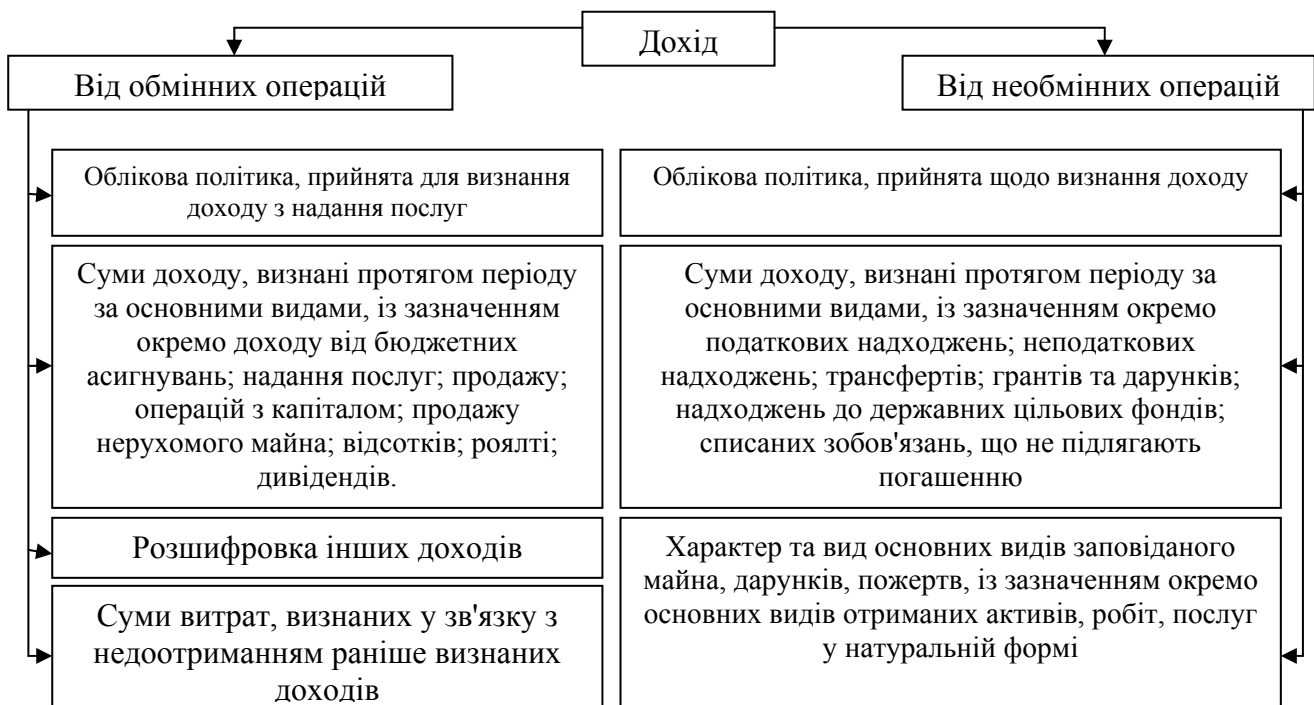 Дохід
Від обмінних операцій
Від необмінних операцій
Облікова політика, прийнята для визнання
доходу з надання послуг
Облікова політика, прийнята щодо визнання доходу
Суми доходу, визнані протягом періоду
за основними видами, із зазначенням
окремо доходу від бюджетних
асигнувань; надання послуг; продажу;
операцій з капіталом; продажу
нерухомого майна; відсотків; роялті;
дивідендів.
Суми доходу, визнані протягом періоду за
основними видами, із зазначенням окремо
податкових надходжень; неподаткових
надходжень; трансфертів; грантів та дарунків;
надходжень до державних цільових фондів;
списаних зобов'язань, що не підлягають
погашенню
Розшифровка інших доходів
Суми витрат, визнаних у зв'язку з
недоотриманням раніше визнаних
доходів
Характер та вид основних видів заповіданого
майна, дарунків, пожертв, із зазначенням окремо
основних видів отриманих активів, робіт, послуг
у натуральній формі